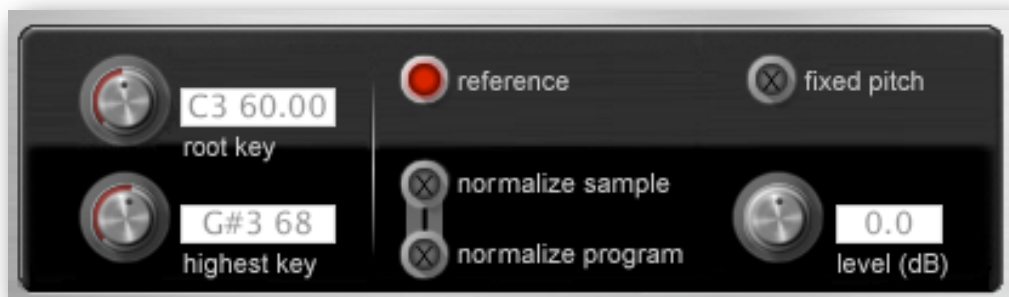 C3 60.00
root key
G#3 68
highest key
reference
fixed pitch
normalize sample
normalize program
0.0
level (dB)